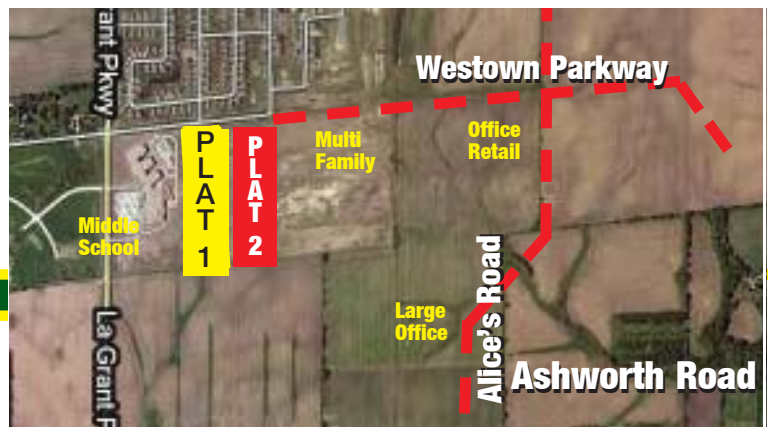 Grant Pkwy
Westown Parkway
PLAT 1
PLAT 2
Multi
Family
Office
Retail
Middle
School
Large
Office
Alice's Road
La Grant P
Ashworth Road